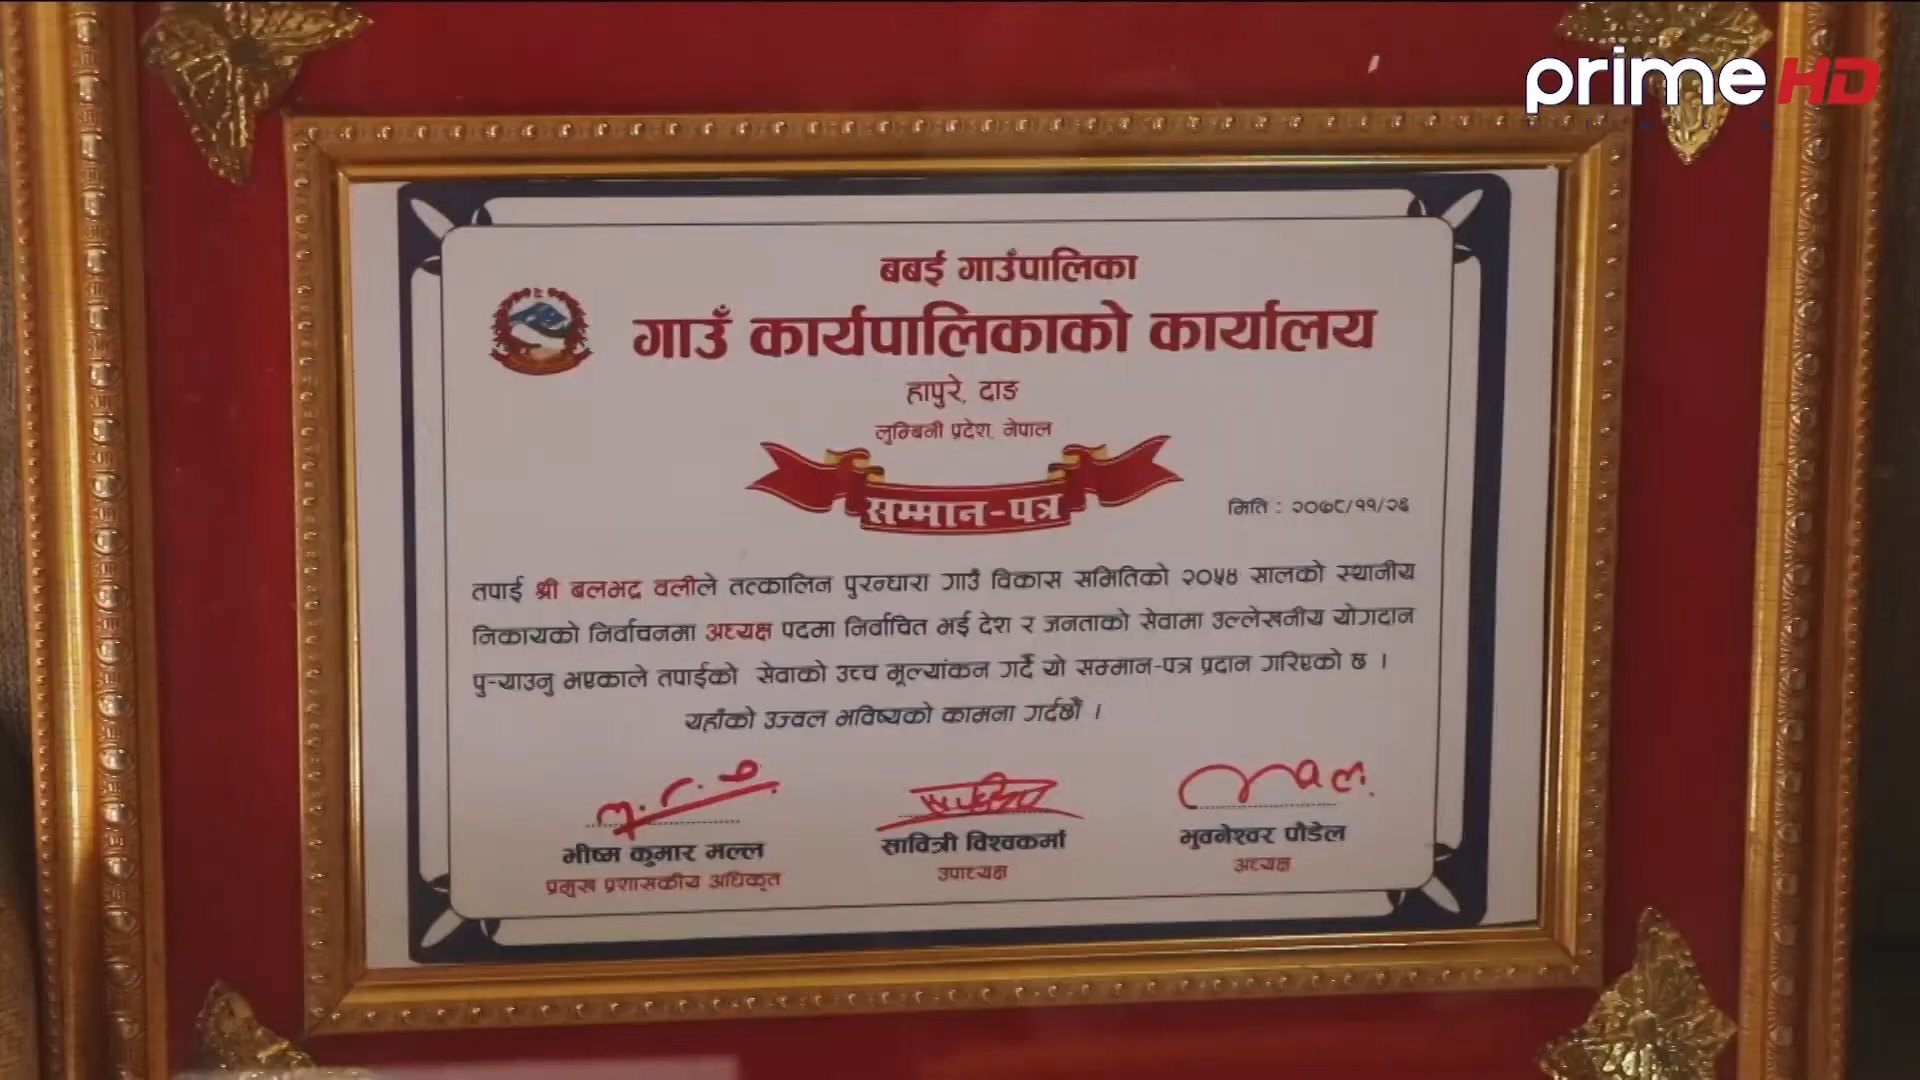 prime HD
बबई गाउँपालिका
गाउँ कार्यपालिकाको कार्यालय
हापुरे, दाङ
लुम्बिनी प्रदेश, नेपाल
सम्मान-पत्र
मिति : २०७८/११/२६
तपाई श्री बलभद्र वलीले तत्कालिन पुरन्धारा गाउँ विकास समितिको २०५४ सालको स्थानीय
निकायको निर्वाचनमा अध्यक्ष पदमा निर्वाचित भई देश र जनताको सेवामा उल्लेखनीय योगदान
पुर्‍याउनु भएकाले तपाईको सेवाको उच्च मूल्यांकन गर्दै यो सम्मान-पत्र प्रदान गरिएको छ ।
यहाँको उज्वल भविष्यको कामना गर्दछौं ।
भीष्म कुमार मल्ल सावित्री विश्वकर्मा भुवनेश्वर पौडेल
प्रमुख प्रशासकीय अधिकृत उपाध्यक्ष अध्यक्ष